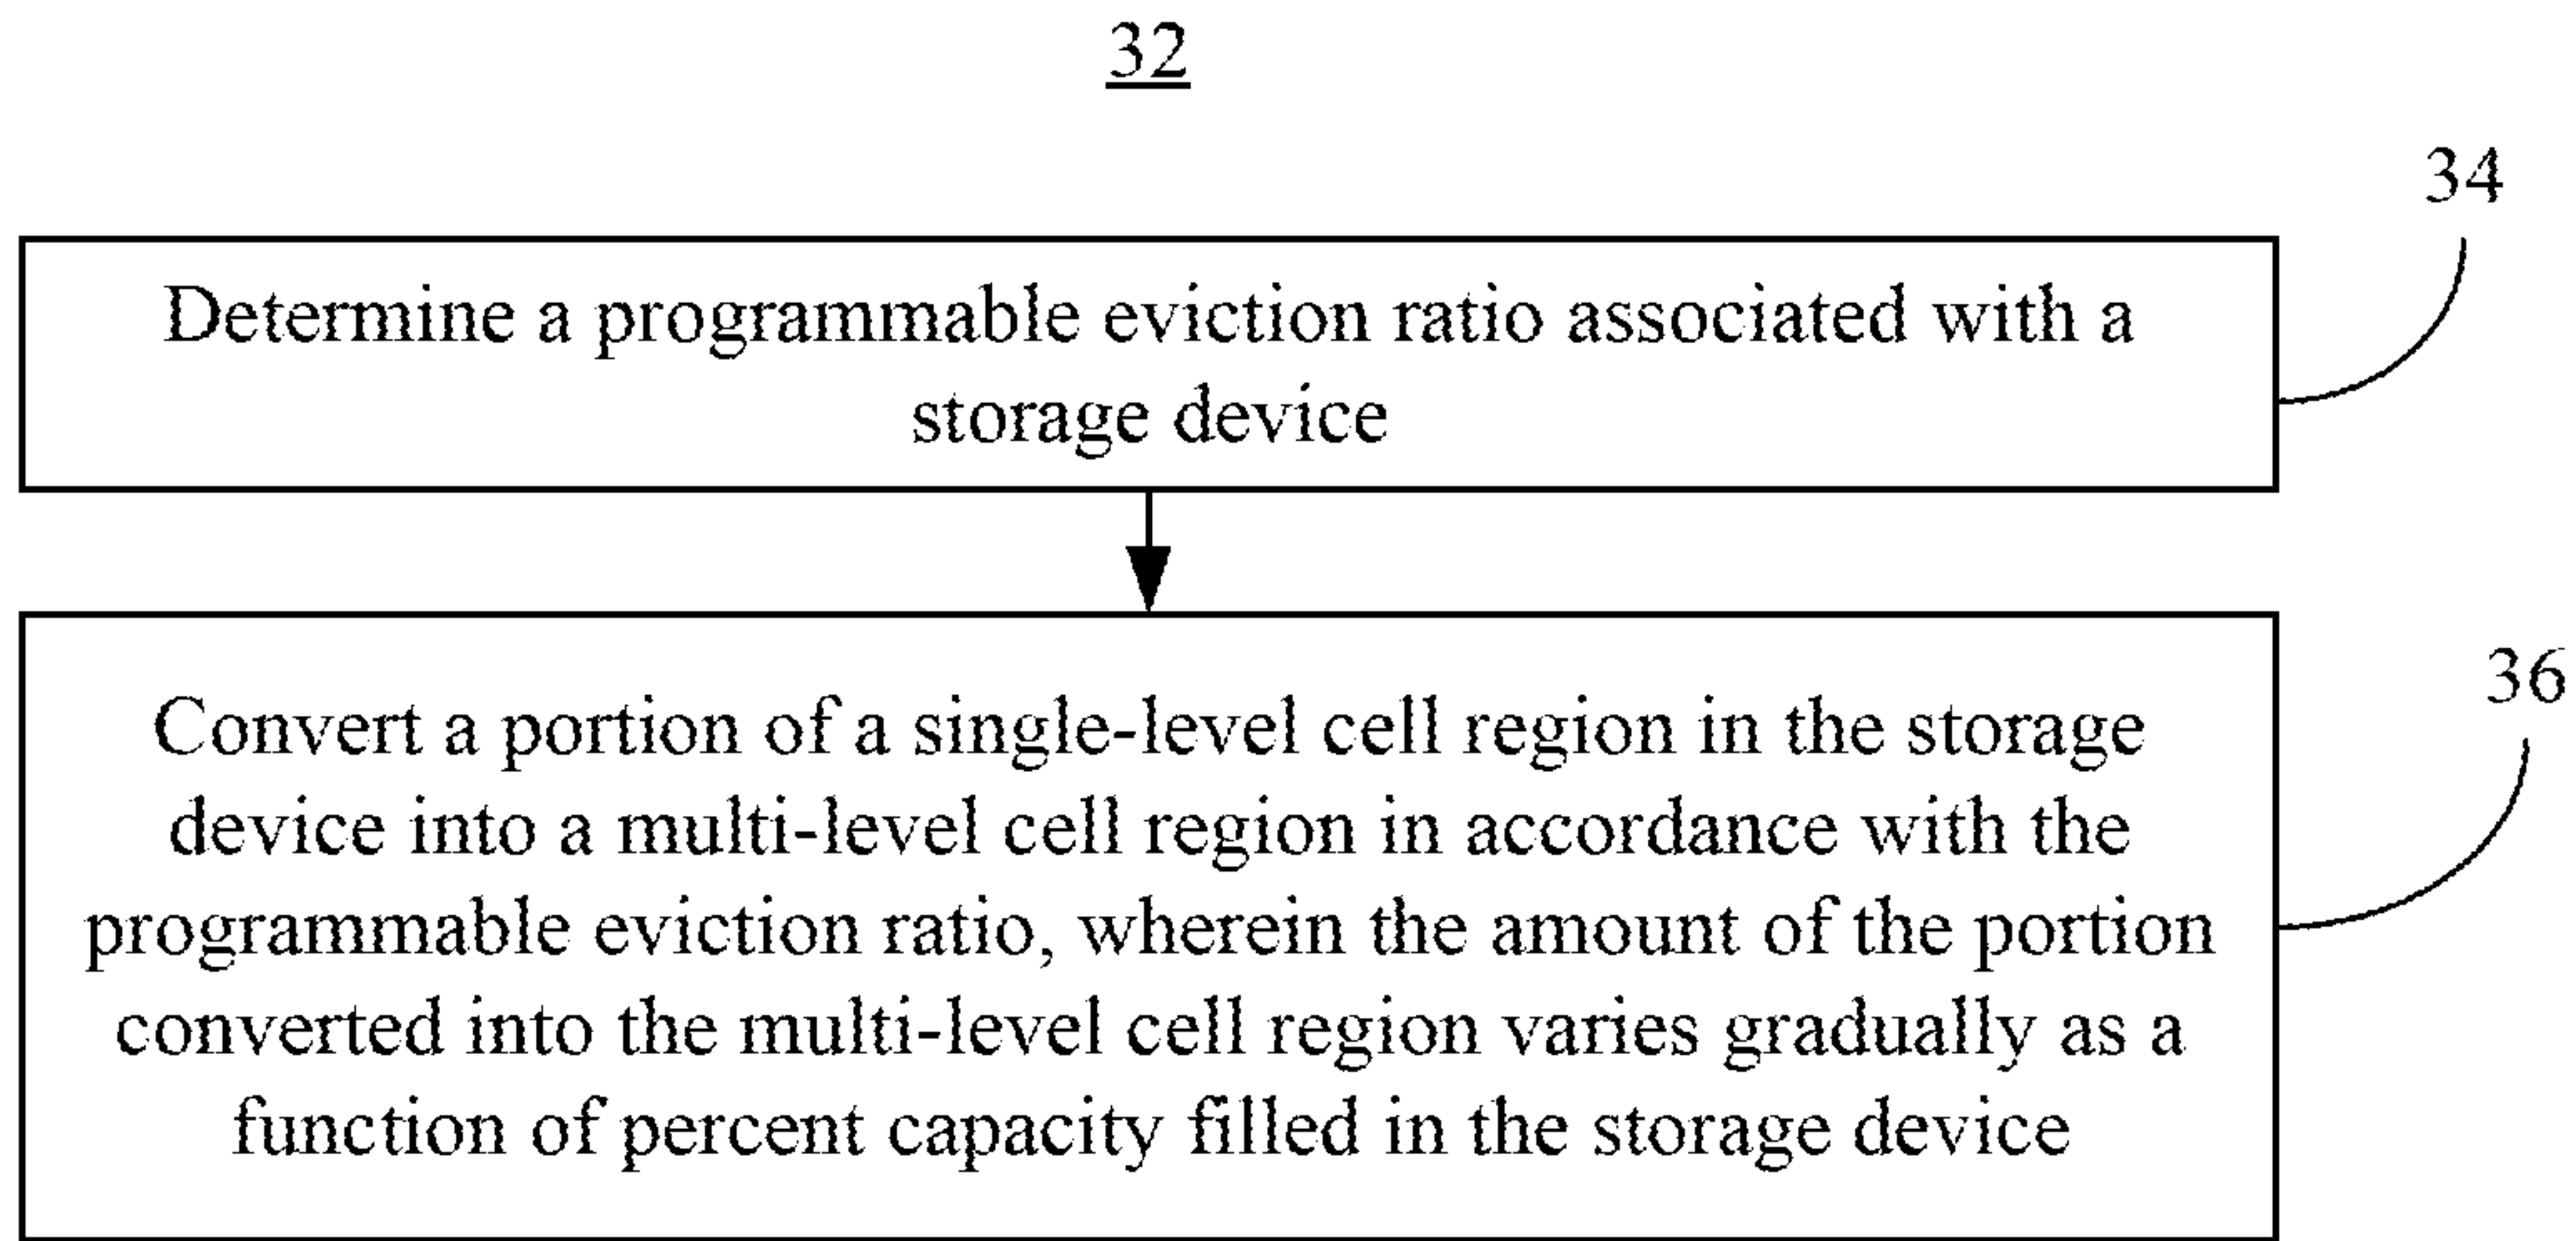 32
34
Determine a programmable eviction ratio associated with a
storage device
36
Convert a portion of a single-level cell region in the storage
device into a multi-level cell region in accordance with the
programmable eviction ratio, wherein the amount of the portion
converted into the multi-level cell region varies gradually as a
function of percent capacity filled in the storage device